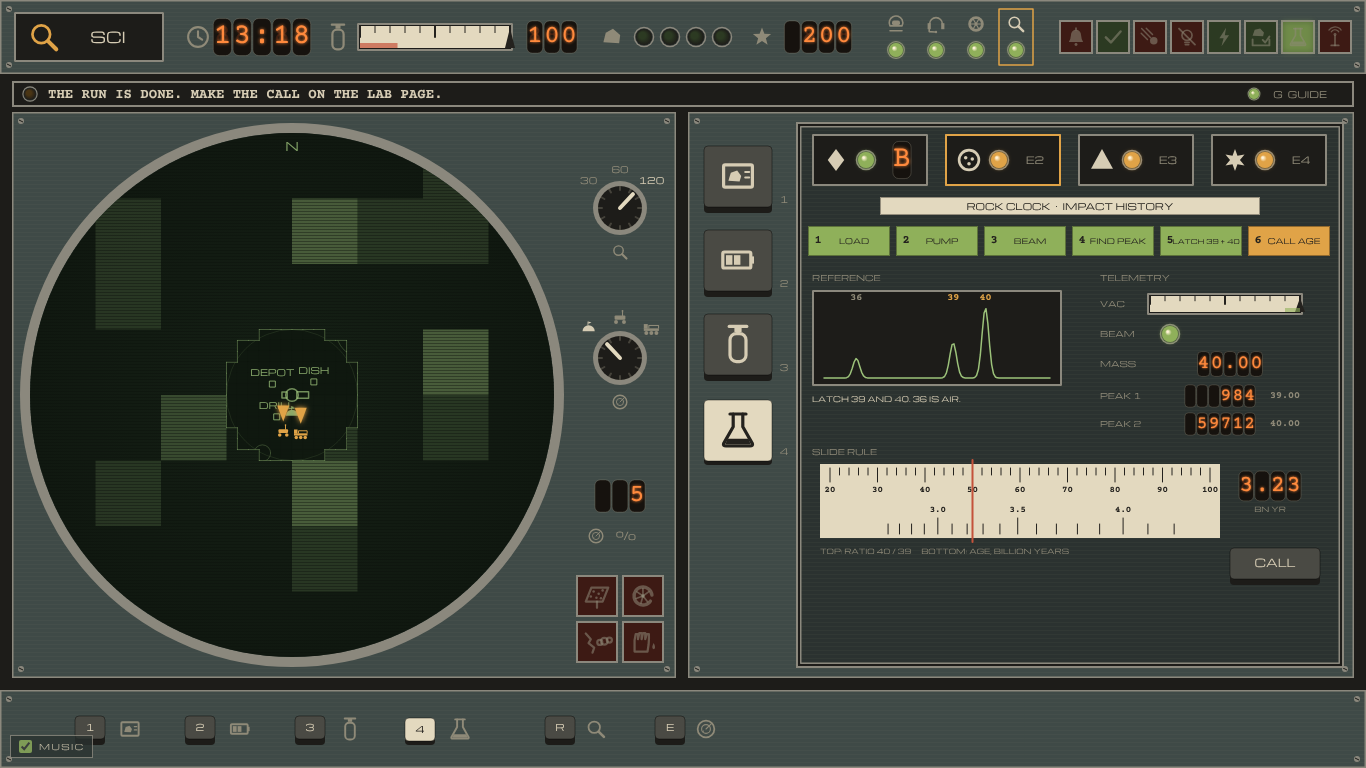 SCI
13:18
100
200
THE RUN IS DONE. MAKE THE CALL ON THE LAB PAGE.
G GUIDE
N
30 60 120
DEPOT DISH
5
%
1
2
3
4
B
E2
E3
E4
ROCK CLOCK · IMPACT HISTORY
1 LOAD
2 PUMP
3 BEAM
4 FIND PEAK
5 LATCH 39 + 40
6 CALL AGE
REFERENCE
36 39 40
LATCH 39 AND 40. 36 IS AIR.
TELEMETRY
VAC
BEAM
MASS 40.00
PEAK 1 984 39.00
PEAK 2 59712 40.00
SLIDE RULE
20 30 40 50 60 70 80 90 100
3.0 3.5 4.0
3.23
BN YR
TOP: RATIO 40 / 39 BOTTOM: AGE, BILLION YEARS
CALL
1 2 3 4 R E
MUSIC